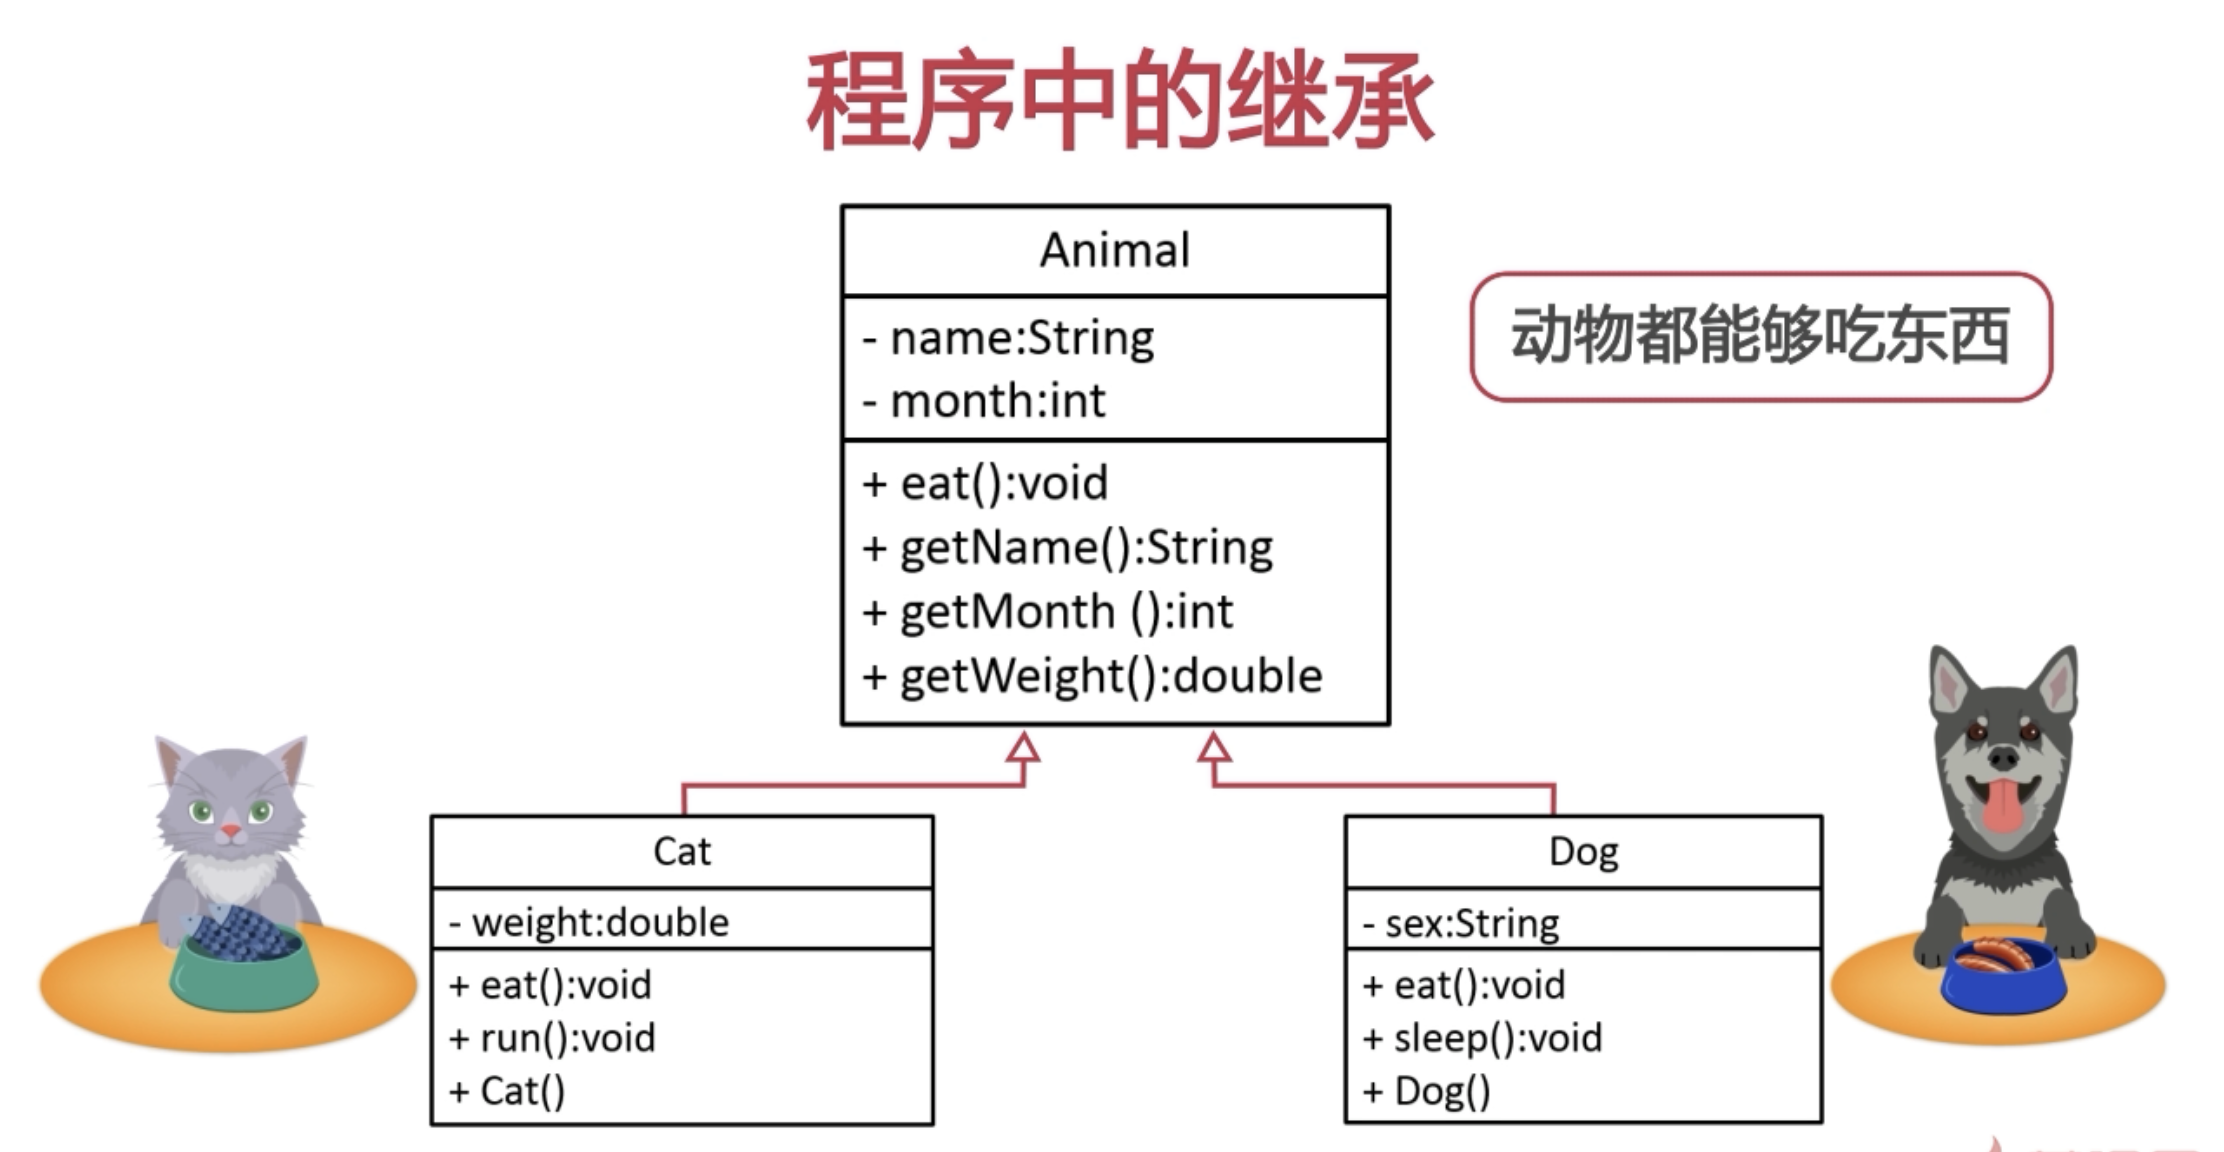 程序中的继承
Animal
- name:String
- month:int
+ eat():void
+ getName():String
+ getMonth ():int
+ getWeight():double
动物都能够吃东西
Cat
- weight:double
+ eat():void
+ run():void
+ Cat()
Dog
- sex:String
+ eat():void
+ sleep():void
+ Dog()